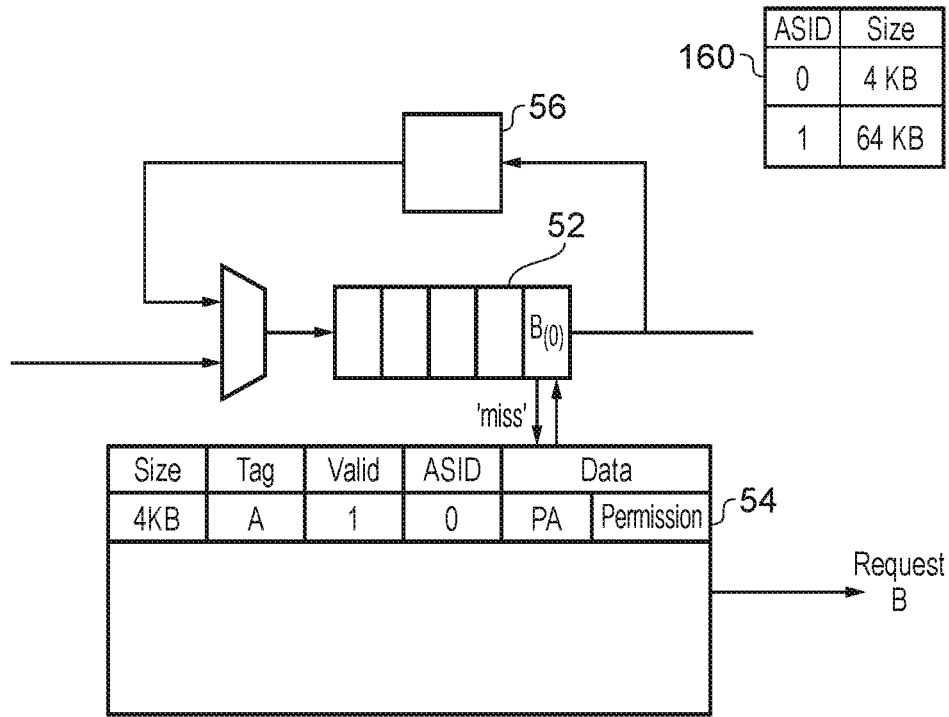 ASID Size
160
0 4 KB
1 64 KB
56
52
B(0)
'miss'
Size Tag Valid ASID Data
4KB A 1 0 PA Permission
54
Request
B